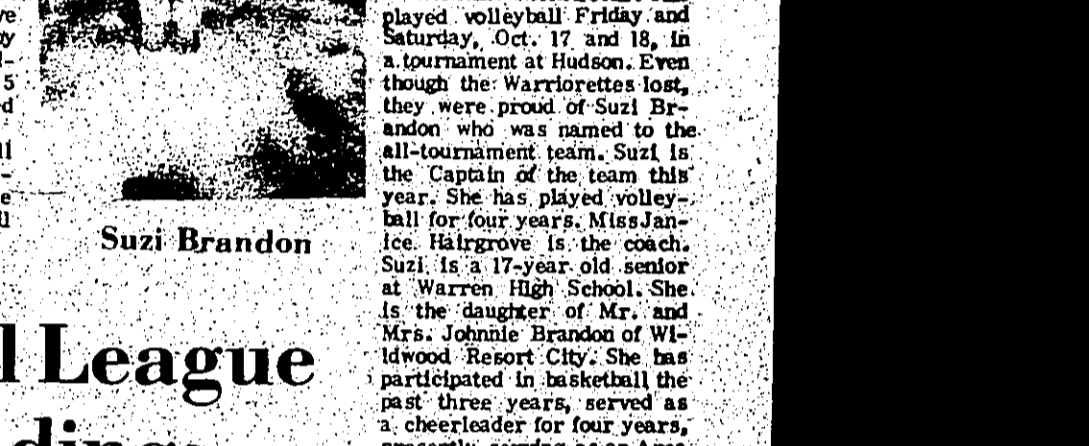 ve
5
d
ll
-
e
ll
Suzi Brandon
l League
played volleyball Friday and
Saturday, Oct. 17 and 18, in
a tournament at Hudson. Even
though the Warriorettes lost,
they were proud of Suzi Br-
andon who was named to the
all-tournament team. Suzi is
the Captain of the team this
year. She has played volley-
ball for four years. Miss Jan-
ice Hairgrove is the coach.
Suzi is a 17-year old senior
at Warren High School. She
is the daughter of Mr. and
Mrs. Johnnie Brandon of Wi-
ldwood Resort City. She has
participated in basketball the
past three years, served as
a cheerleader for four years,